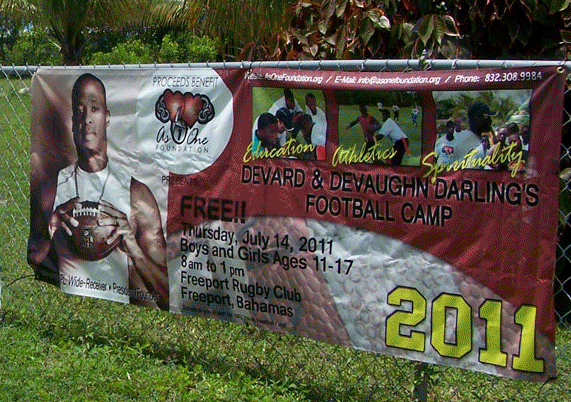 Website: AsOneFoundation.org / E-Mail: info@asonefoundation.org / Phone: 832.308.9984
PROCEEDS BENEFIT
As One
FOUNDATION
PRESENTS
Education Athletics Spirituality
DEVARD & DEVAUGHN DARLING'S
FOOTBALL CAMP
FREE!!
Thursday, July 14, 2011
Boys and Girls Ages 11-17
8am to 1 pm
Freeport Rugby Club
Freeport, Bahamas
Wide-Receiver •
2011